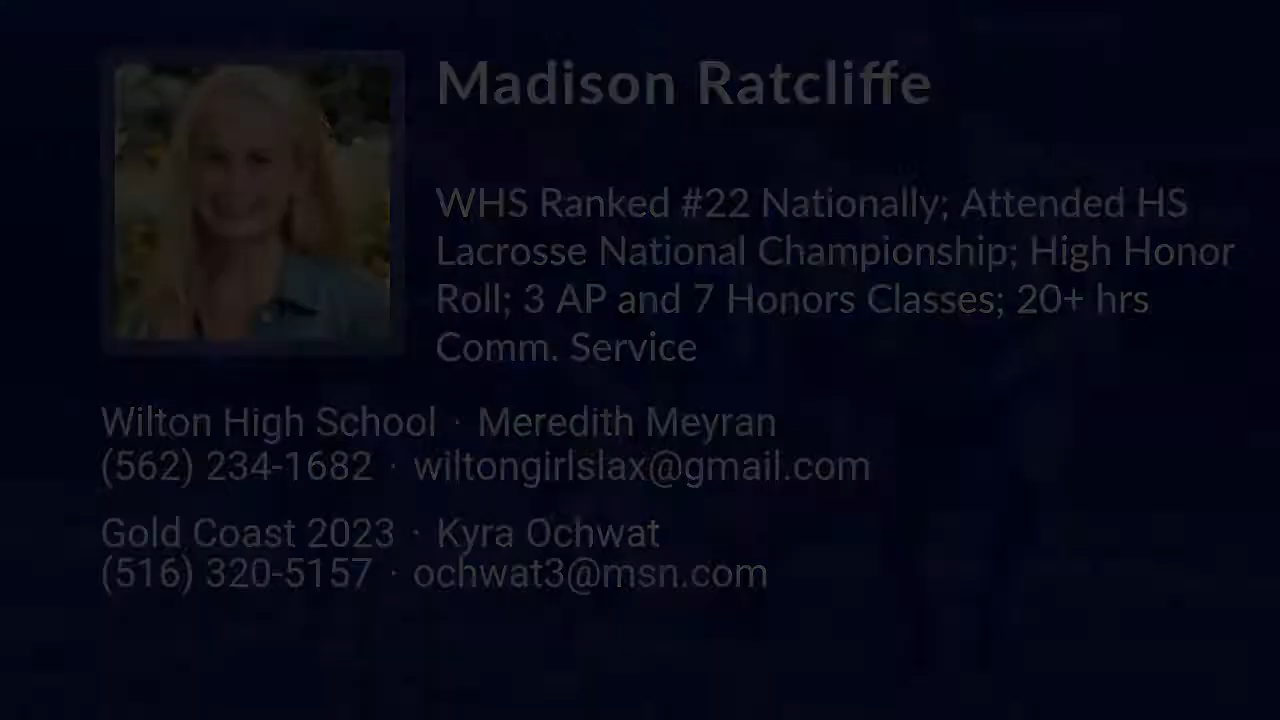 Madison Ratcliffe
WHS Ranked #22 Nationally; Attended HS
Lacrosse National Championship; High Honor
Roll; 3 AP and 7 Honors Classes; 20+ hrs
Comm. Service
Wilton High School · Meredith Meyran
(562) 234-1682 · wiltongirlslax@gmail.com
Gold Coast 2023 · Kyra Ochwat
(516) 320-5157 · ochwat3@msn.com